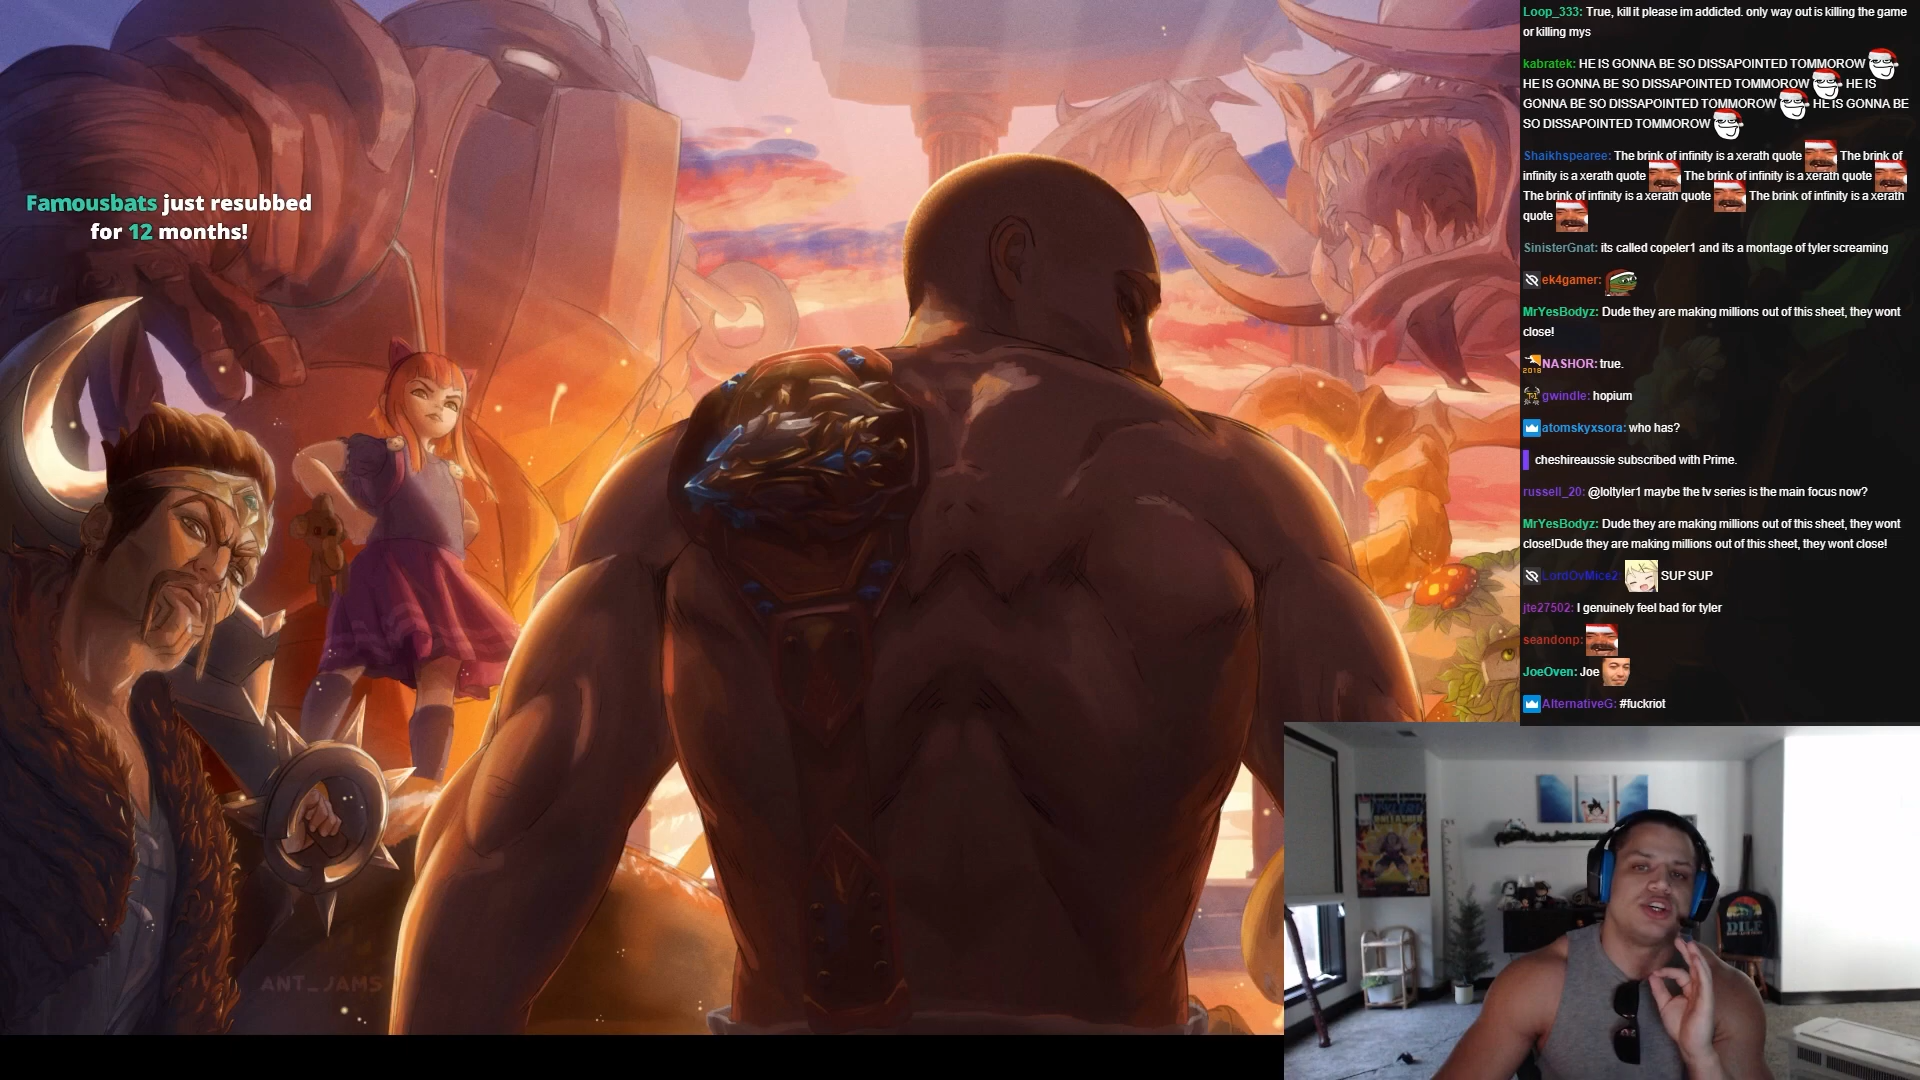 Famousbats just resubbed
for 12 months!
ANT_JAMS
Loop_333: True, kill it please im addicted. only way out is killing the game
or killing mys
kabratek: HE IS GONNA BE SO DISSAPOINTED TOMMOROW
HE IS GONNA BE SO DISSAPOINTED TOMMOROW HE IS
GONNA BE SO DISSAPOINTED TOMMOROW HE IS GONNA BE
SO DISSAPOINTED TOMMOROW
Shaikhspearee: The brink of infinity is a xerath quote The brink of
infinity is a xerath quote The brink of infinity is a xerath quote
The brink of infinity is a xerath quote The brink of infinity is a xerath
quote
SinisterGnat: its called copeler1 and its a montage of tyler screaming
ek4gamer:
MrYesBodyz: Dude they are making millions out of this sheet, they wont
close!
2018 NASHOR: true.
gwindle: hopium
atomskyxsora: who has?
cheshireaussie subscribed with Prime.
russell_20: @loltyler1 maybe the tv series is the main focus now?
MrYesBodyz: Dude they are making millions out of this sheet, they wont
close!Dude they are making millions out of this sheet, they wont close!
LordOvMice2: SUP SUP
jte27502: I genuinely feel bad for tyler
seandonp:
JoeOven: Joe
AlternativeG: #fuckriot
DILF